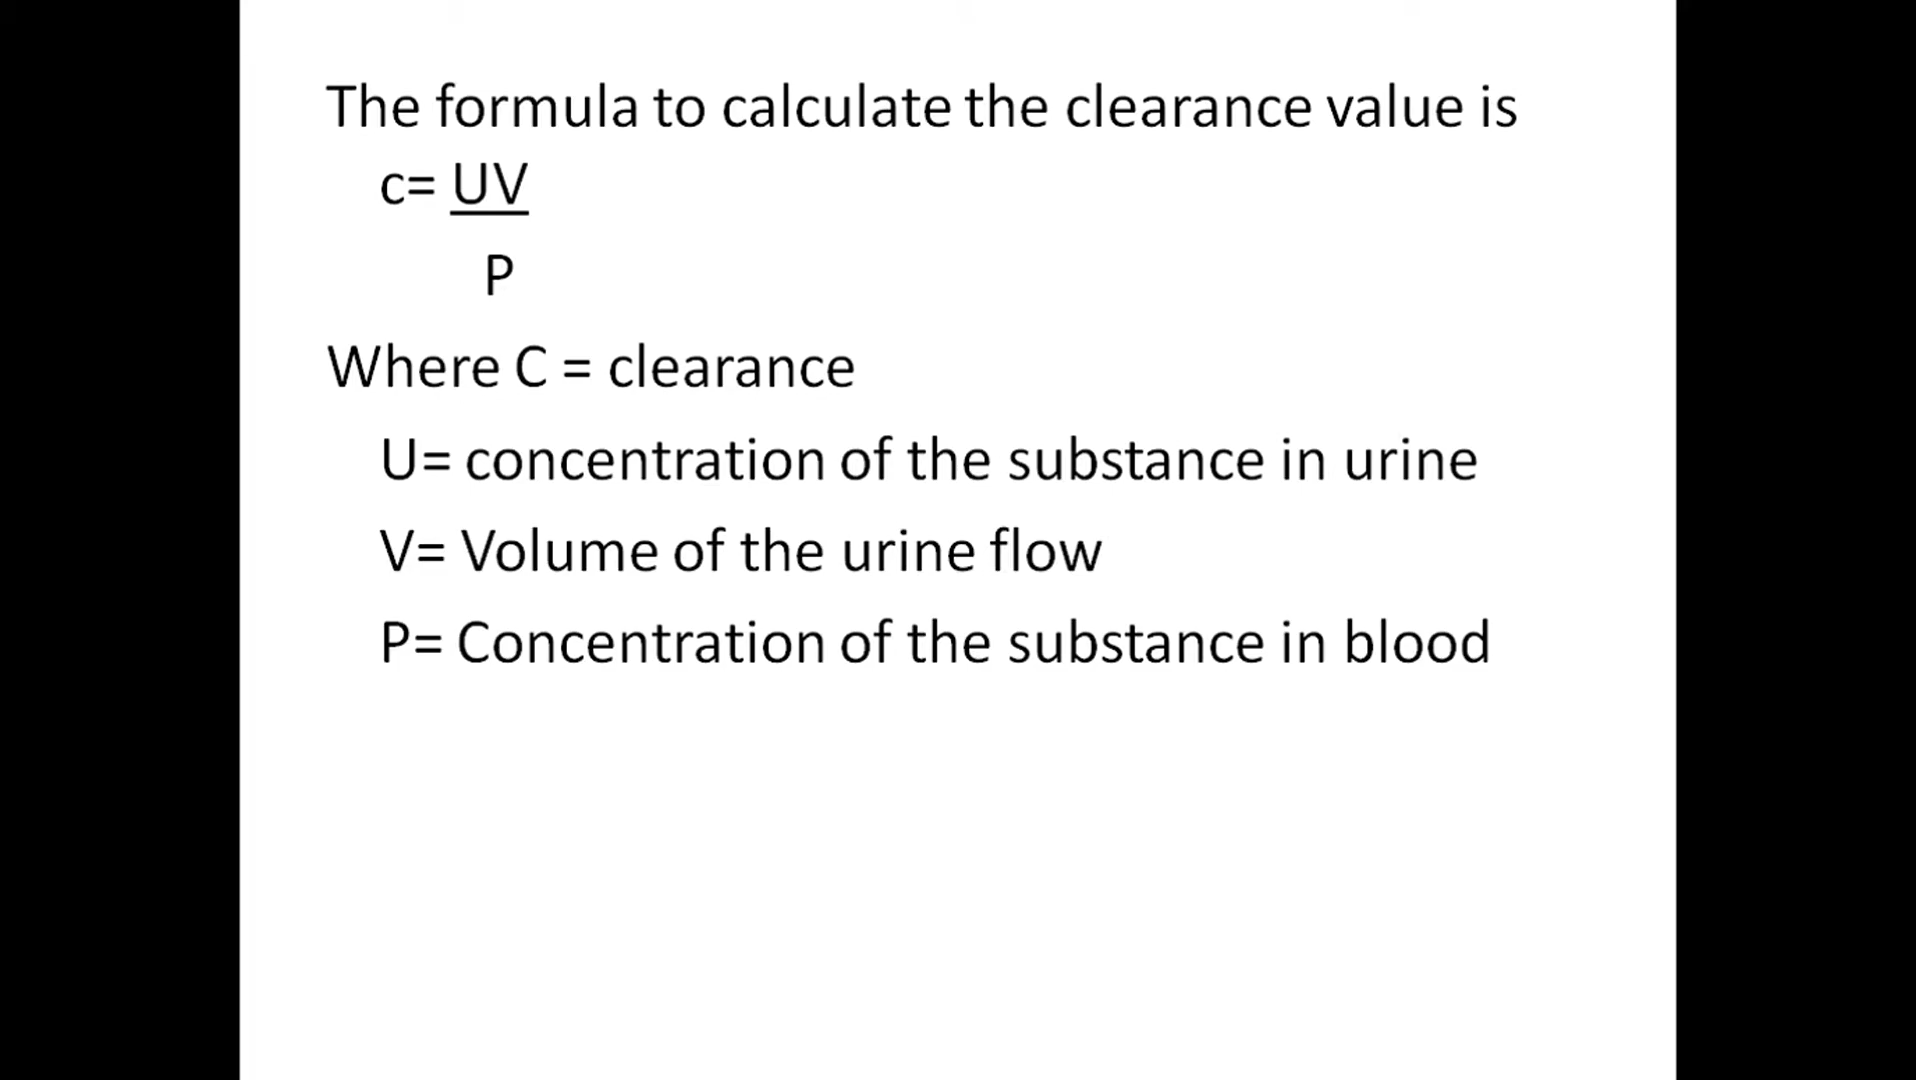 The formula to calculate the clearance value is
c= UV
P
Where C = clearance
U= concentration of the substance in urine
V= Volume of the urine flow
P= Concentration of the substance in blood